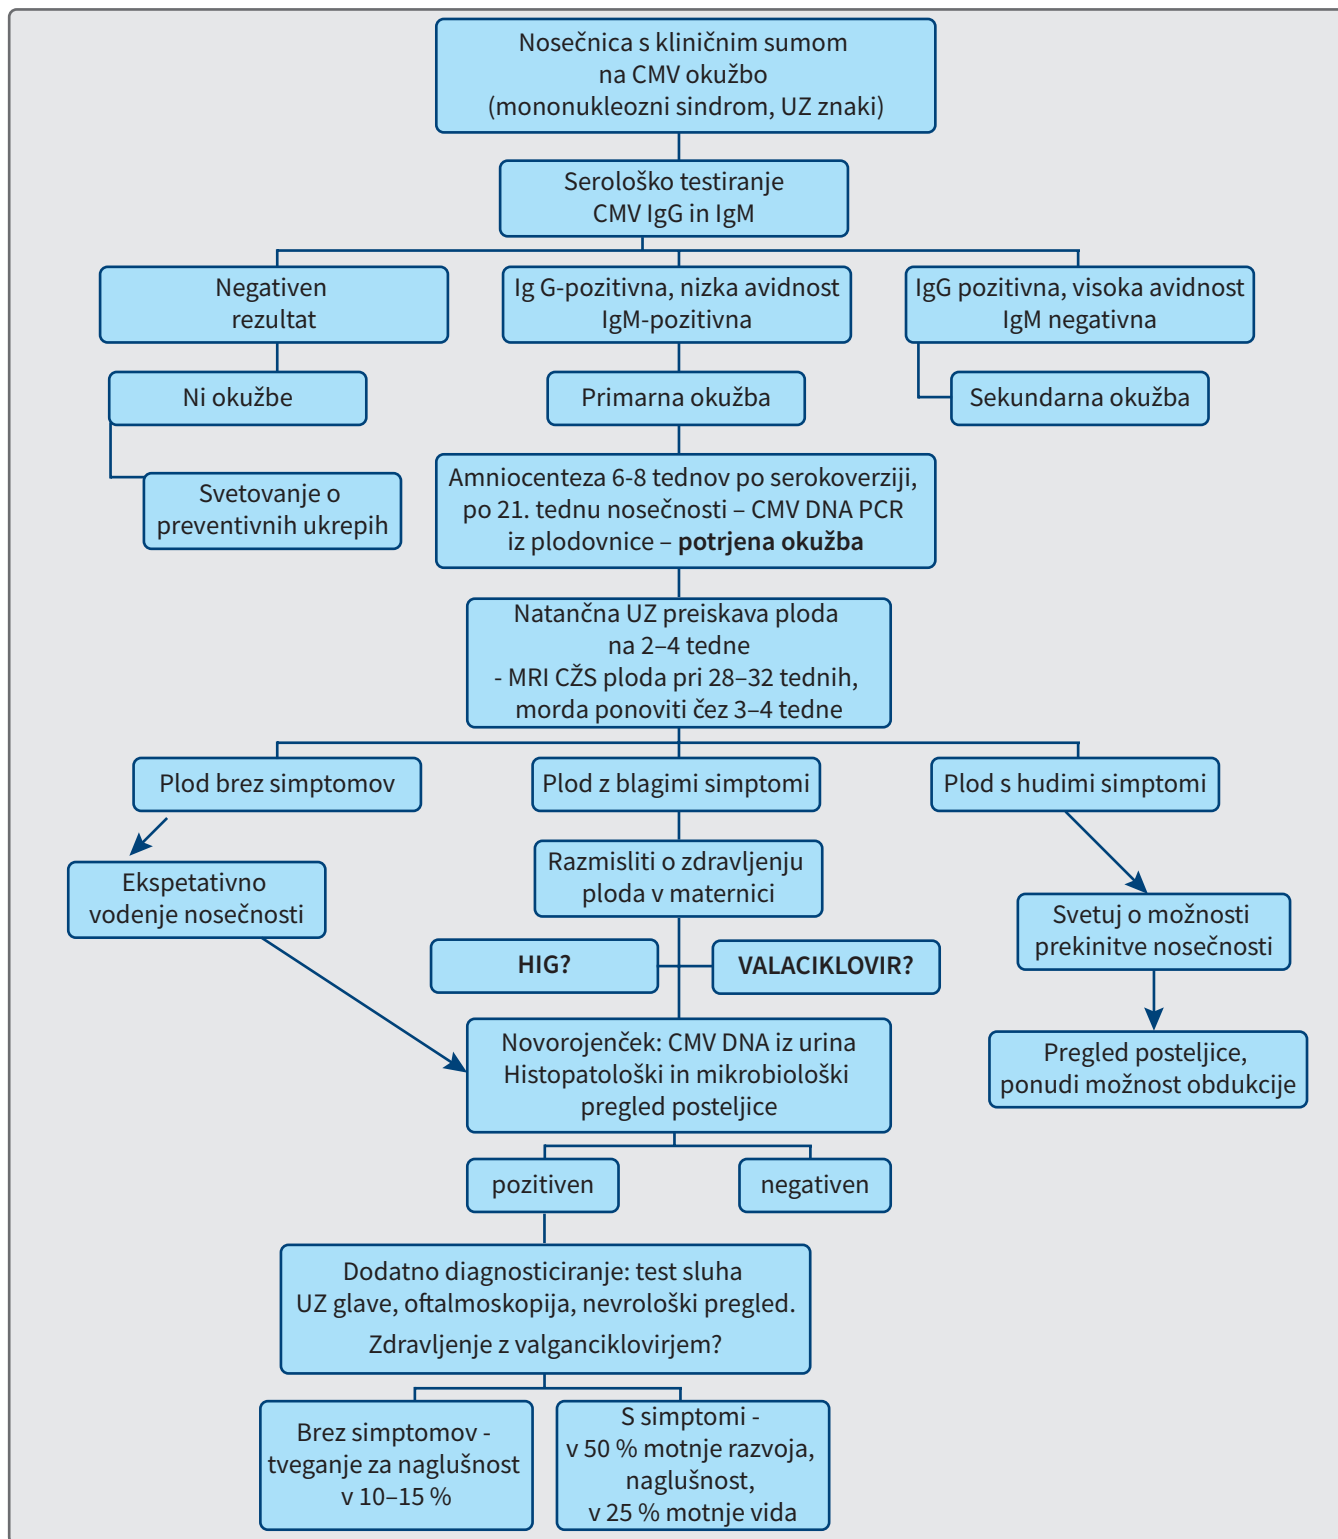 Nosečnica s kliničnim sumom
na CMV okužbo
(mononukleozni sindrom, UZ znaki)
Serološko testiranje
CMV IgG in IgM
Negativen
rezultat
Ig G-pozitivna, nizka avidnost
IgM-pozitivna
IgG pozitivna, visoka avidnost
IgM negativna
Ni okužbe
Primarna okužba
Sekundarna okužba
Svetovanje o
preventivnih ukrepih
Amniocenteza 6-8 tednov po serokoverziji,
po 21. tednu nosečnosti – CMV DNA PCR
iz plodovnice – potrjena okužba
Natančna UZ preiskava ploda
na 2–4 tedne
- MRI CŽS ploda pri 28–32 tednih,
morda ponoviti čez 3–4 tedne
Plod brez simptomov
Plod z blagimi simptomi
Plod s hudimi simptomi
Ekspetativno
vodenje nosečnosti
Razmisliti o zdravljenju
ploda v maternici
Svetuj o možnosti
prekinitve nosečnosti
HIG?
VALACIKLOVIR?
Novorojenček: CMV DNA iz urina
Histopatološki in mikrobiološki
pregled posteljice
Pregled posteljice,
ponudi možnost obdukcije
pozitiven
negativen
Dodatno diagnosticiranje: test sluha
UZ glave, oftalmoskopija, nevrološki pregled.
Zdravljenje z valganciklovirjem?
Brez simptomov -
tveganje za naglušnost
v 10–15 %
S simptomi -
v 50 % motnje razvoja,
naglušnost,
v 25 % motnje vida